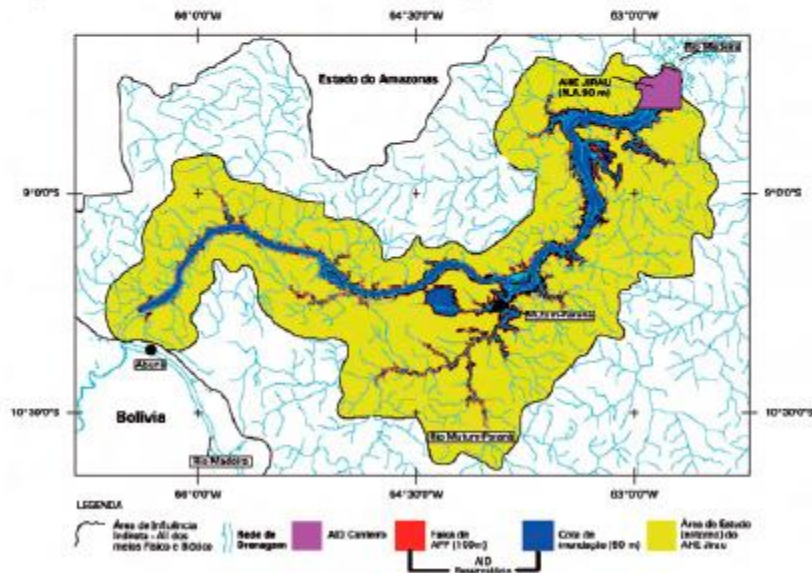 66°0'0"W
64°30'0"W
63°0'0"W
Rio Madeira
Estado do Amazonas
AHE JIRAU
(N.A.90 m)
9°0'0"S
9°0'0"S
Mutum-Paraná
Abunã
10°30'0"S
10°30'0"S
Bolívia
Rio Mutum-Paraná
Rio Madeira
66°0'0"W
64°30'0"W
63°0'0"W
LEGENDA
Área de Influência
Indireta - AII dos
meios Físico e Biótico
Rede de
Drenagem
AID Canteiro
Faixa de
APP (100m)
Cota de
inundação (90 m)
Área de Estudo
(entorno) do
AHE Jirau
AID
Reservatório